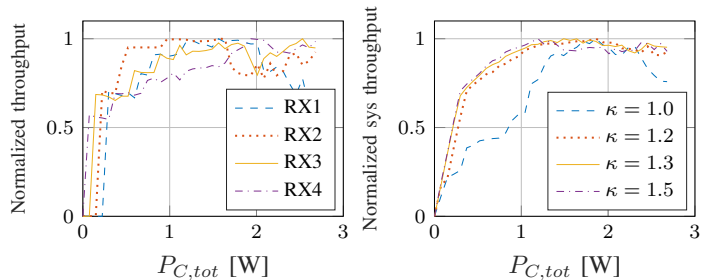 Normalized throughput
1
0.5
0
0
1
2
3
P_{C,tot} [W]
RX1
RX2
RX3
RX4
Normalized sys throughput
1
0.5
0
0
1
2
3
P_{C,tot} [W]
κ = 1.0
κ = 1.2
κ = 1.3
κ = 1.5